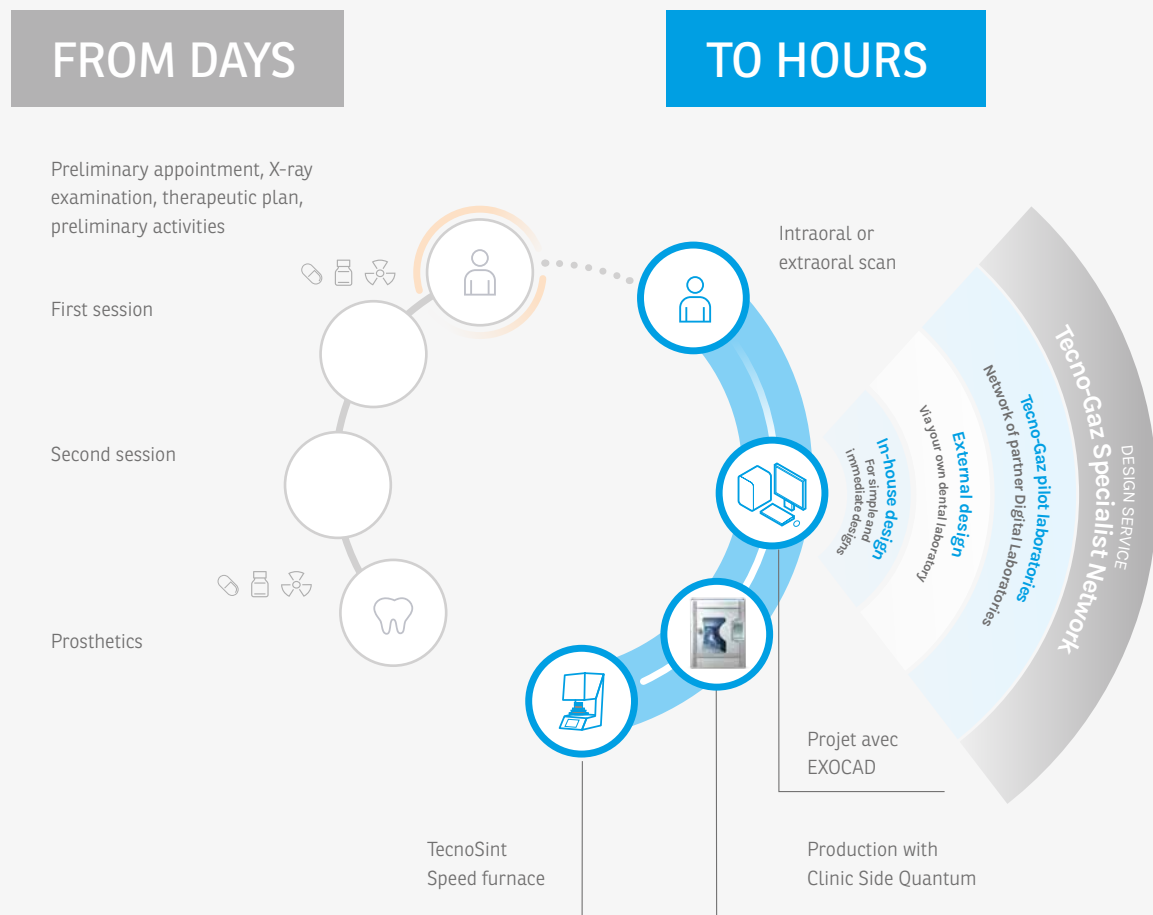 FROM DAYS
TO HOURS
Preliminary appointment, X-ray
examination, therapeutic plan,
preliminary activities
First session
Second session
Prosthetics
Intraoral or
extraoral scan
In-house design
For simple and
immediate designs
External design
Via your own dental laboratory
Tecno-Gaz pilot laboratories
Network of partner Digital Laboratories
DESIGN SERVICE
Tecno-Gaz Specialist Network
Projet avec
EXOCAD
TecnoSint
Speed furnace
Production with
Clinic Side Quantum